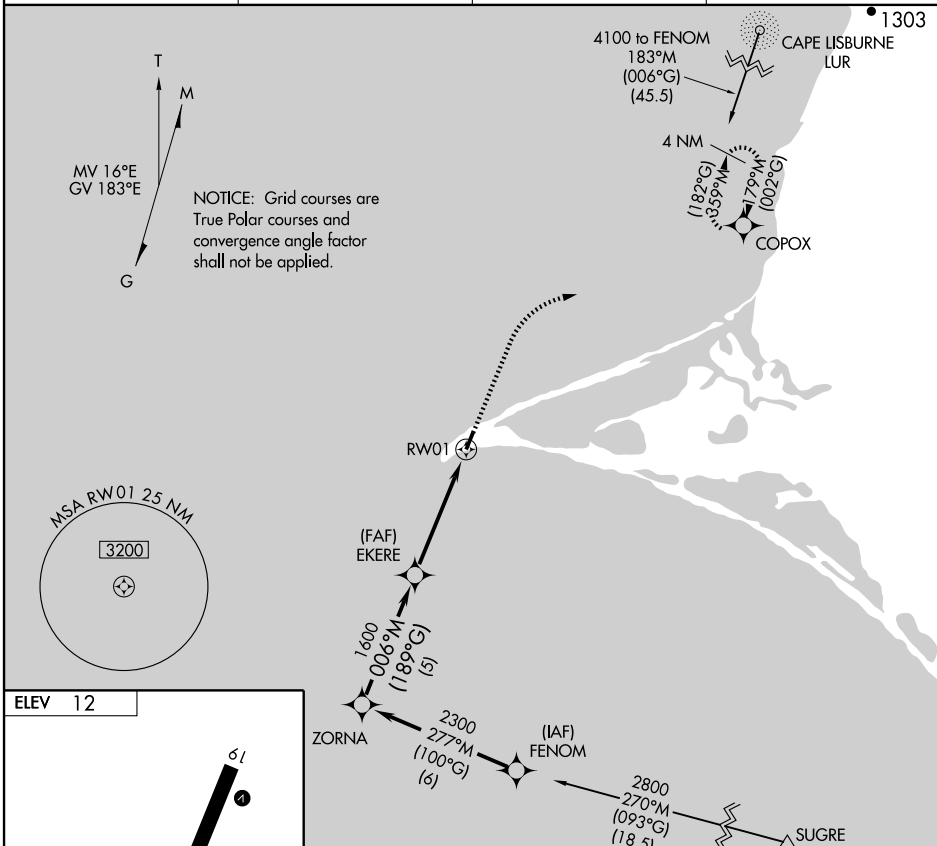 1303
4100 to FENOM
183°M
(006°G)
(45.5)
CAPE LISBURNE
LUR
T
M
MV 16°E
GV 183°E
G
NOTICE: Grid courses are
True Polar courses and
convergence angle factor
shall not be applied.
4 NM
(182°G)
359°M
179°M
(002°G)
COPOX
RW01
MSA RW01 25 NM
3200
(FAF)
EKERE
1600
006°M
(189°G)
(5)
ZORNA
2300
277°M
(100°G)
(6)
(IAF)
FENOM
2800
270°M
(093°G)
(18.5)
SUGRE
ELEV 12
19
V